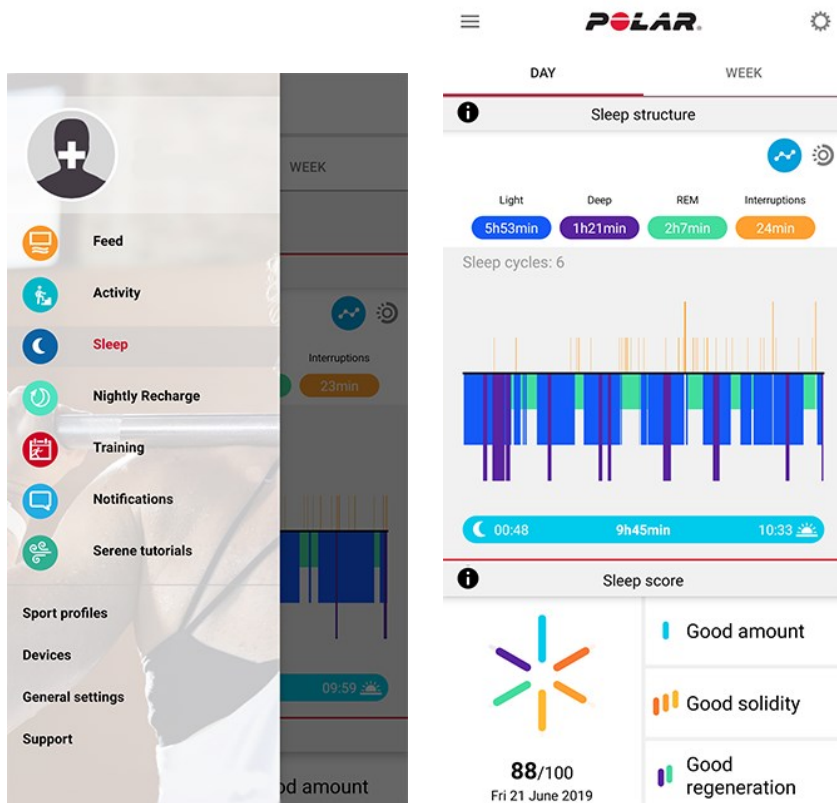 WEEK
Feed
Activity
Sleep
Interruptions
23min
Nightly Recharge
Training
Notifications
Serene tutorials
Sport profiles
Devices
General settings
09:59
Support
od amount
POLAR.
DAY WEEK
Sleep structure
Light Deep REM Interruptions
5h53min 1h21min 2h7min 24min
Sleep cycles: 6
00:48 9h45min 10:33
Sleep score
Good amount
Good solidity
Good
regeneration
88/100
Fri 21 June 2019